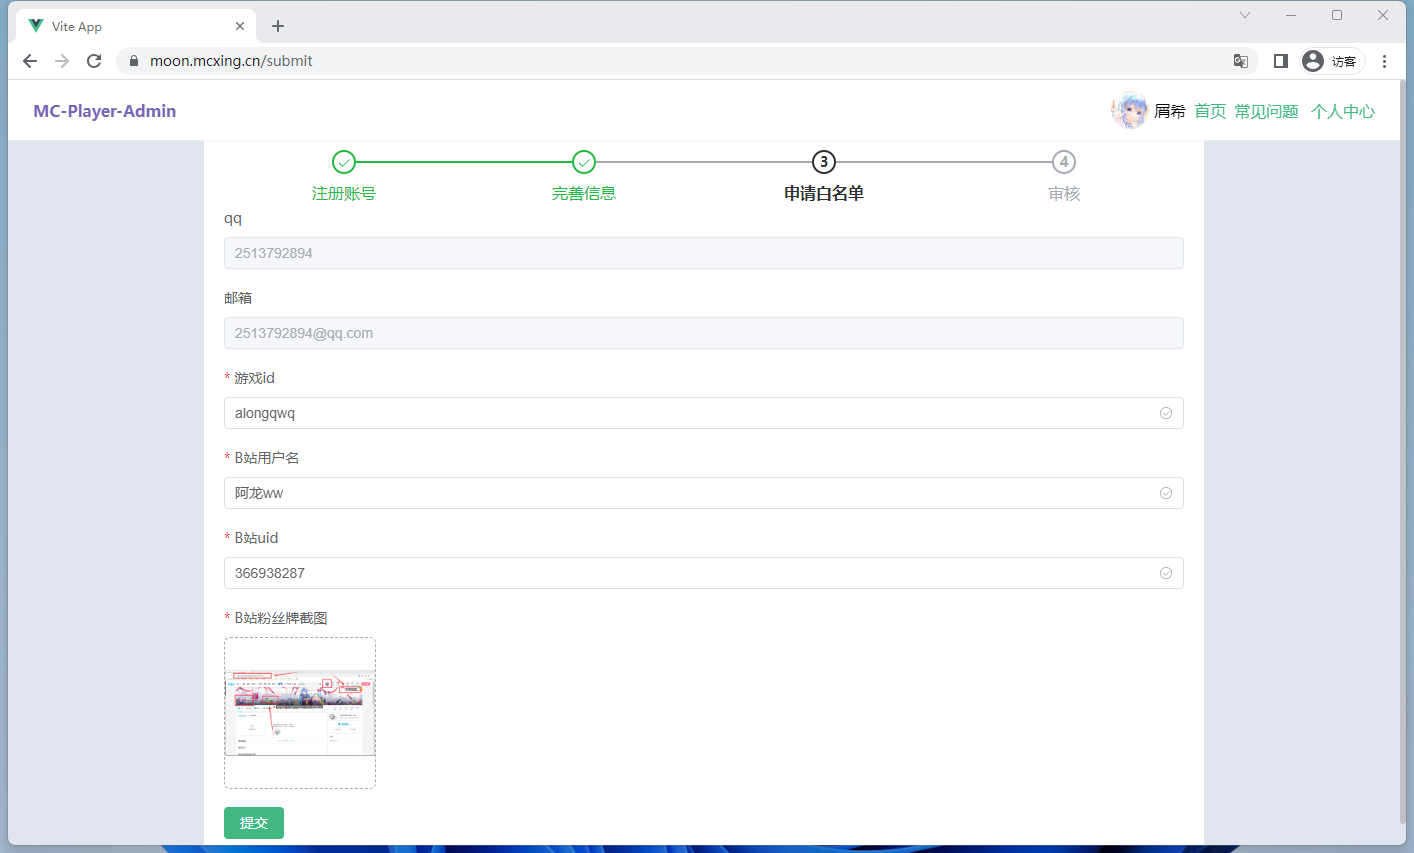 Vite App
moon.mcxing.cn/submit
访客
MC-Player-Admin
屑希 首页 常见问题 个人中心
3 4
注册账号 完善信息 申请白名单 审核
qq
2513792894
邮箱
2513792894@qq.com
* 游戏id
alongqwq
* B站用户名
阿龙ww
* B站uid
366938287
* B站粉丝牌截图
提交